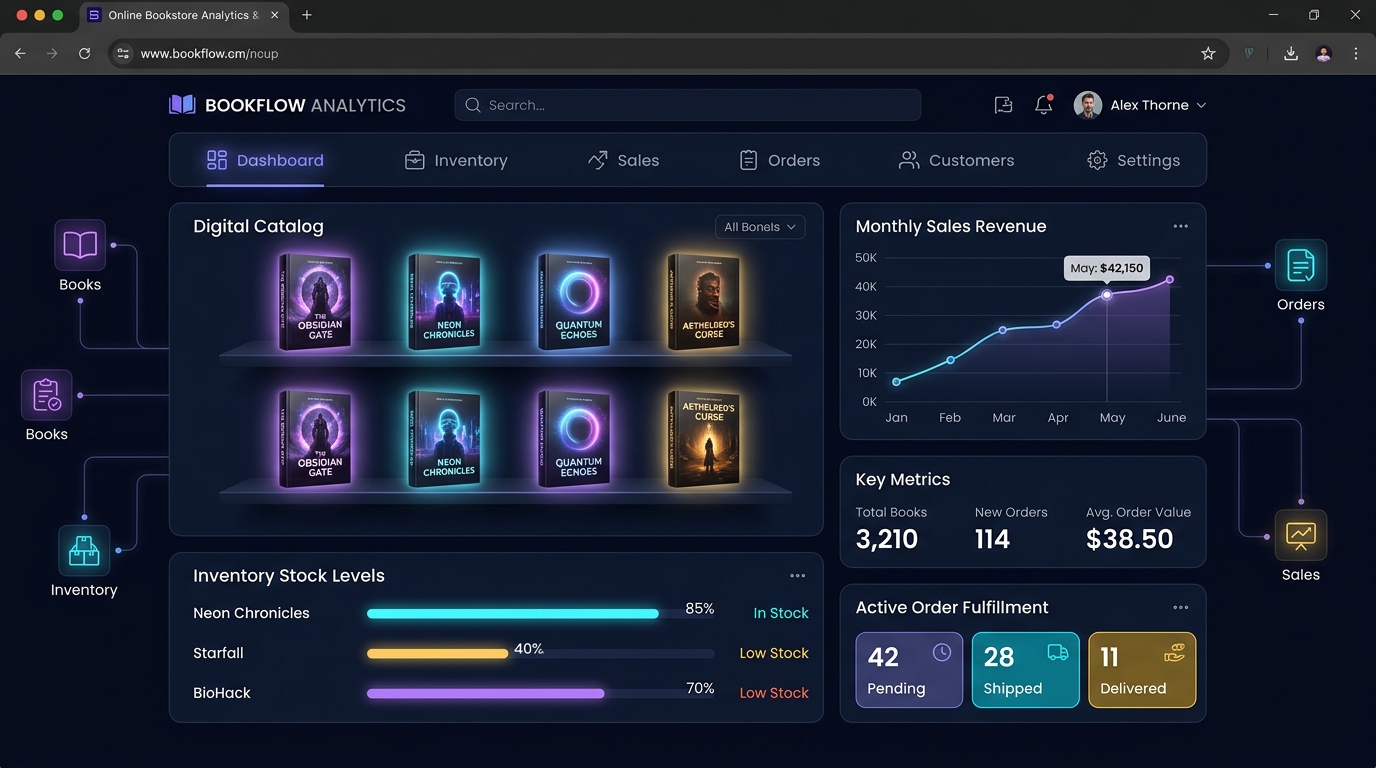 Online Bookstore Analytics &
www.bookflow.cm/ncup
BOOKFLOW ANALYTICS
Search...
Alex Thorne
Dashboard
Inventory
Sales
Orders
Customers
Settings
Books
Books
Inventory
Digital Catalog
All Bonels
THE
OBSIDIAN
GATE
NEON
CHRONICLES
QUANTUM
ECHOES
AETHELDEO'S
CURSE
THE
OBSIDIAN
GATE
NEON
CHRONICLES
QUANTUM
ECNOES
AETHELREO'S
CURSE
Inventory Stock Levels
Neon Chronicles 85% In Stock
Starfall 40% Low Stock
BioHack 70% Low Stock
Monthly Sales Revenue
50K
40K
30K
20K
10K
0K
May: $42,150
Jan Feb Mar Apr May June
Key Metrics
Total Books
3,210
New Orders
114
Avg. Order Value
$38.50
Active Order Fulfillment
42
Pending
28
Shipped
11
Delivered
Orders
Sales